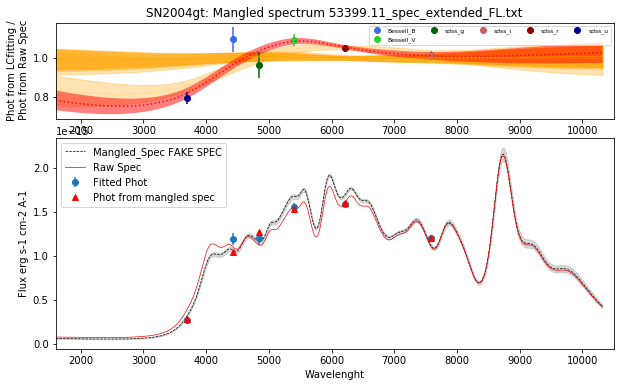 SN2004gt: Mangled spectrum 53399.11_spec_extended_FL.txt
Phot from LCfitting /
Phot from Raw Spec
1.0
0.8
Bessell_B
Bessell_V
sdss_g
sdss_i
sdss_r
sdss_u
2000 3000 4000 5000 6000 7000 8000 9000 10000
Flux erg s-1 cm-2 A-1
2.0
1.5
1.0
0.5
0.0
Mangled_Spec FAKE SPEC
Raw Spec
Fitted Phot
Phot from mangled spec
2000 3000 4000 5000 6000 7000 8000 9000 10000
Wavelenght